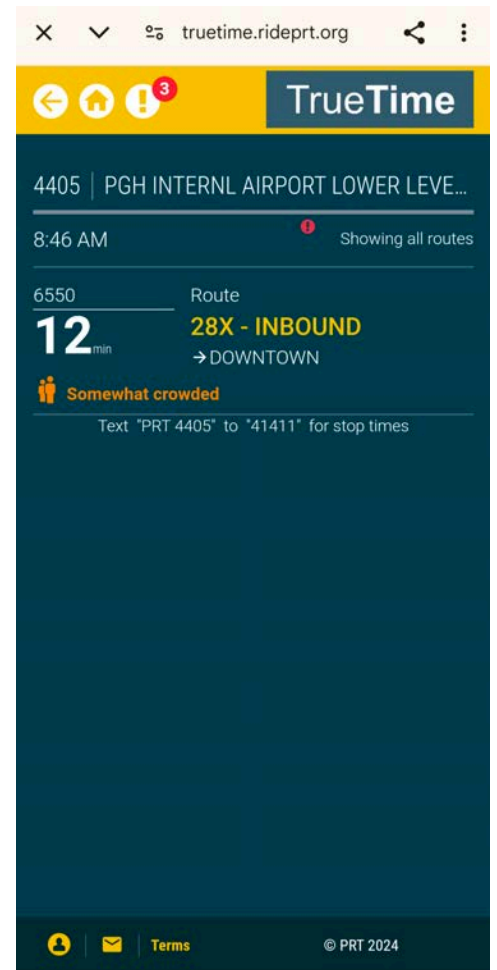 truetime.rideprt.org
3
TrueTime
4405 | PGH INTERNL AIRPORT LOWER LEVE...
8:46 AM
Showing all routes
6550
Route
12 min
28X - INBOUND
→DOWNTOWN
Somewhat crowded
Text "PRT 4405" to "41411" for stop times
Terms
© PRT 2024